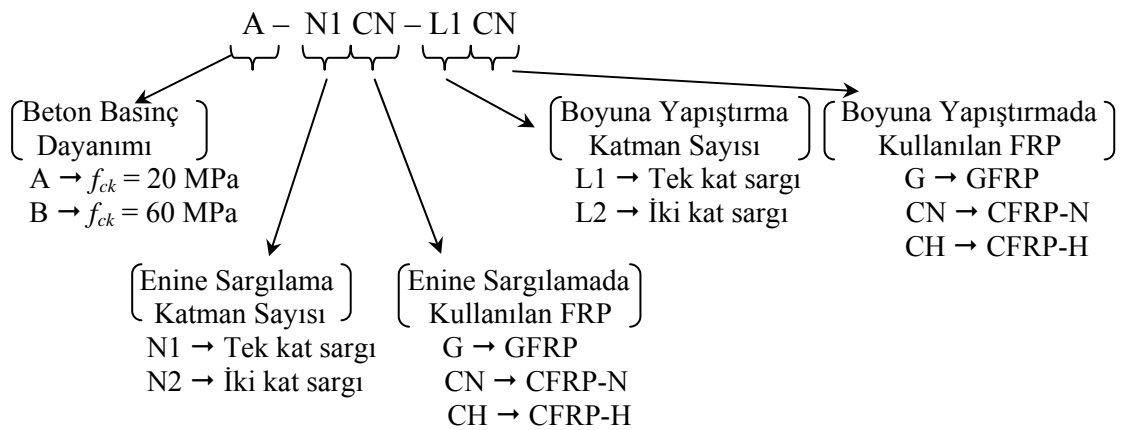 A – N1 CN – L1 CN
Beton Basınç
Dayanımı
A → fck = 20 MPa
B → fck = 60 MPa
Enine Sargılama
Katman Sayısı
N1 → Tek kat sargı
N2 → İki kat sargı
Enine Sargılamada
Kullanılan FRP
G → GFRP
CN → CFRP-N
CH → CFRP-H
Boyuna Yapıştırma
Katman Sayısı
L1 → Tek kat sargı
L2 → İki kat sargı
Boyuna Yapıştırmada
Kullanılan FRP
G → GFRP
CN → CFRP-N
CH → CFRP-H